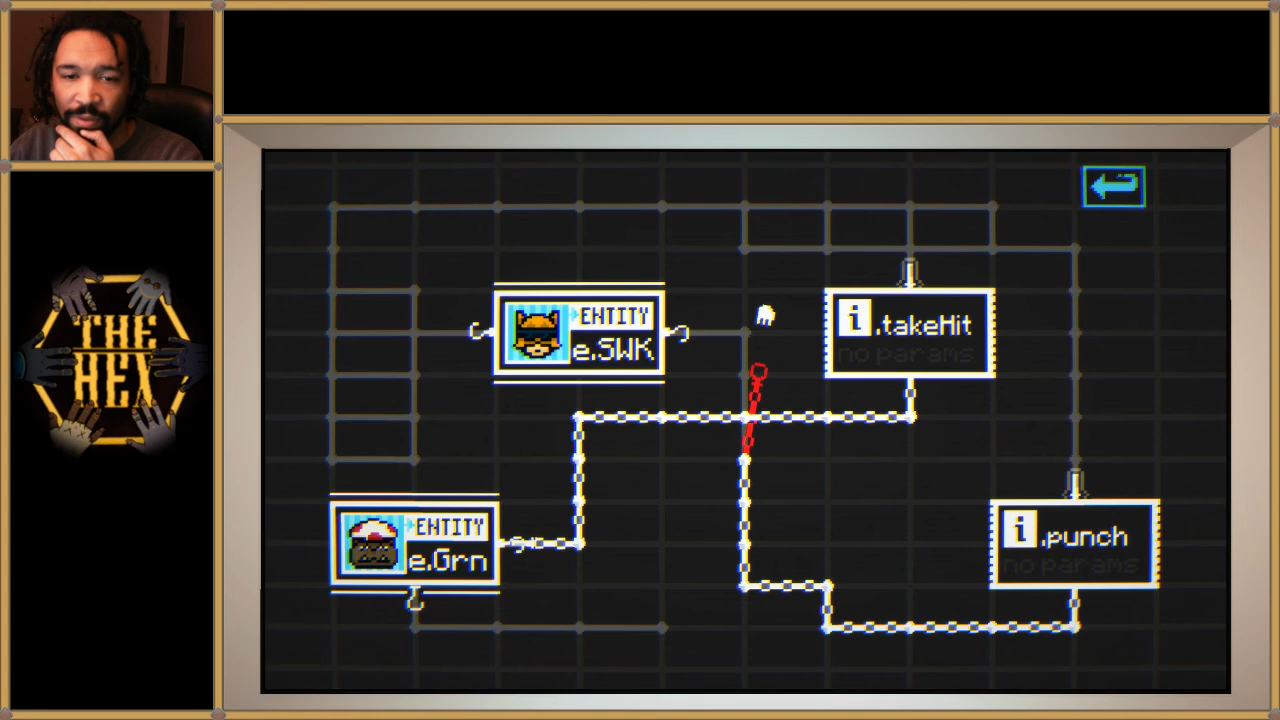 THE
HEX
ENTITY
e.SWK
i .takeHit
no params
ENTITY
e.Grn
i .punch
no params